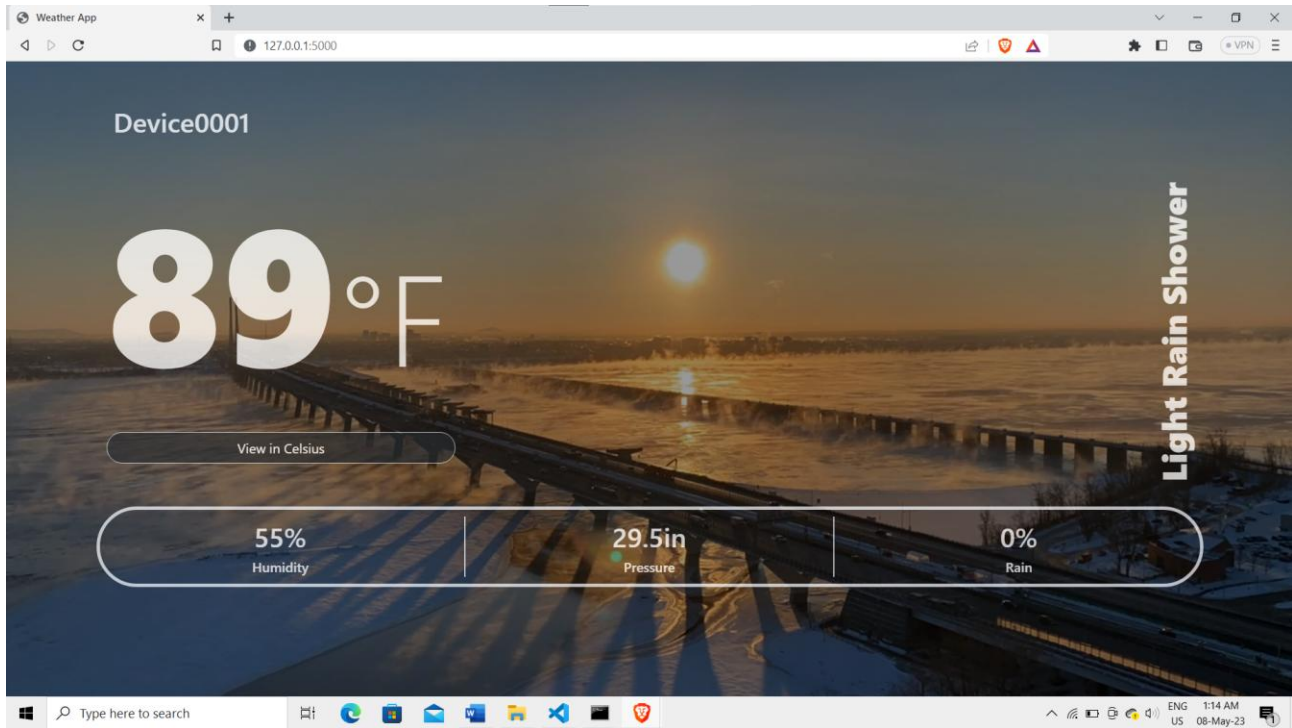 Weather App
127.0.0.1:5000
VPN
Device0001
89°F
Light Rain Shower
View in Celsius
55%
Humidity
29.5in
Pressure
0%
Rain
Type here to search
ENG
US
1:14 AM
08-May-23
1